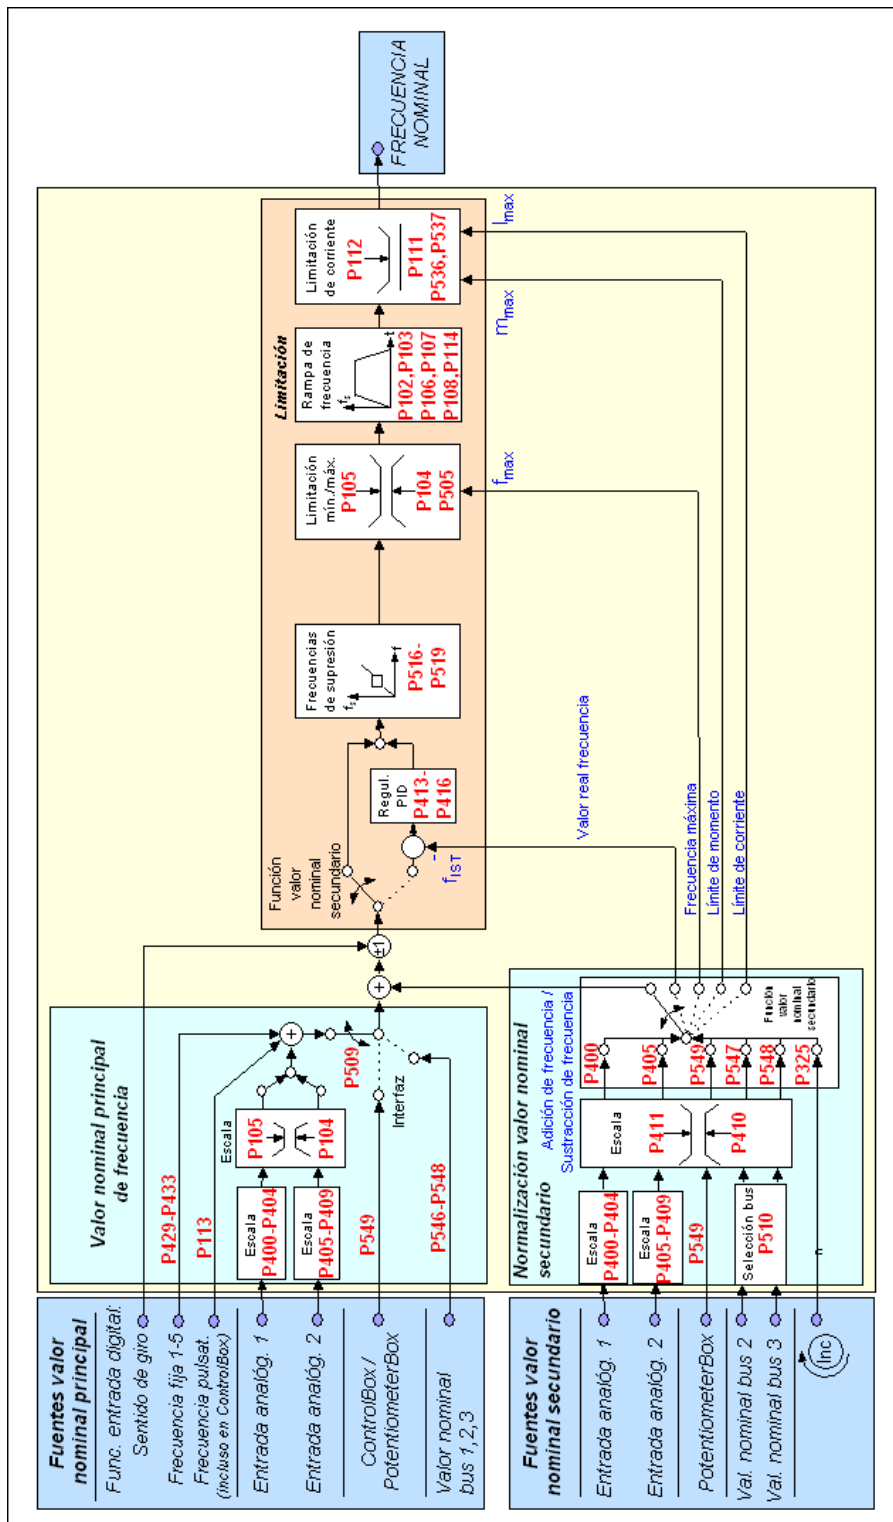 Fuentes valor
nominal principal
Func. entrada digital:
Sentido de giro
Frecuencia fija 1-5
Frecuencia pulsat.
(incluso en ControlBox)
Entrada analóg. 1
Entrada analóg. 2
ControlBox /
PotentiometerBox
Valor nominal
bus 1,2,3
Valor nominal principal
de frecuencia
P429-P433
P113
Escala
P400-P404
Escala
P405-P409
Escala
P105
P104
P549
P509
Interfaz
P546-P548
+
+
±1
Función
valor
nominal
secundario
f_IST
-
Regul.
PID
P413-
P416
Frecuencias
de supresión
f_s
f
P516-
P519
Limitación
Limitación
mín./máx.
P105
P104
P505
Rampa de
frecuencia
f_s
t
P102,P103
P106,P107
P108,P114
Limitación
de corriente
P112
P111
P536,P537
FRECUENCIA
NOMINAL
f_max
m_max
I_max
Valor real frecuencia
Frecuencia máxima
Límite de momento
Límite de corriente
Fuentes valor
nominal secundario
Entrada analóg. 1
Entrada analóg. 2
PotentiometerBox
Val. nominal bus 2
Val. nominal bus 3
Inc
Normalización valor nominal
secundario
Escala
P400-P404
Escala
P405-P409
P549
Selección bus
P510
n
Escala
P411
P410
Adición de frecuencia /
Sustracción de frecuencia
P400
P405
P549
P547
P548
P325
Función
valor
nominal
secundario